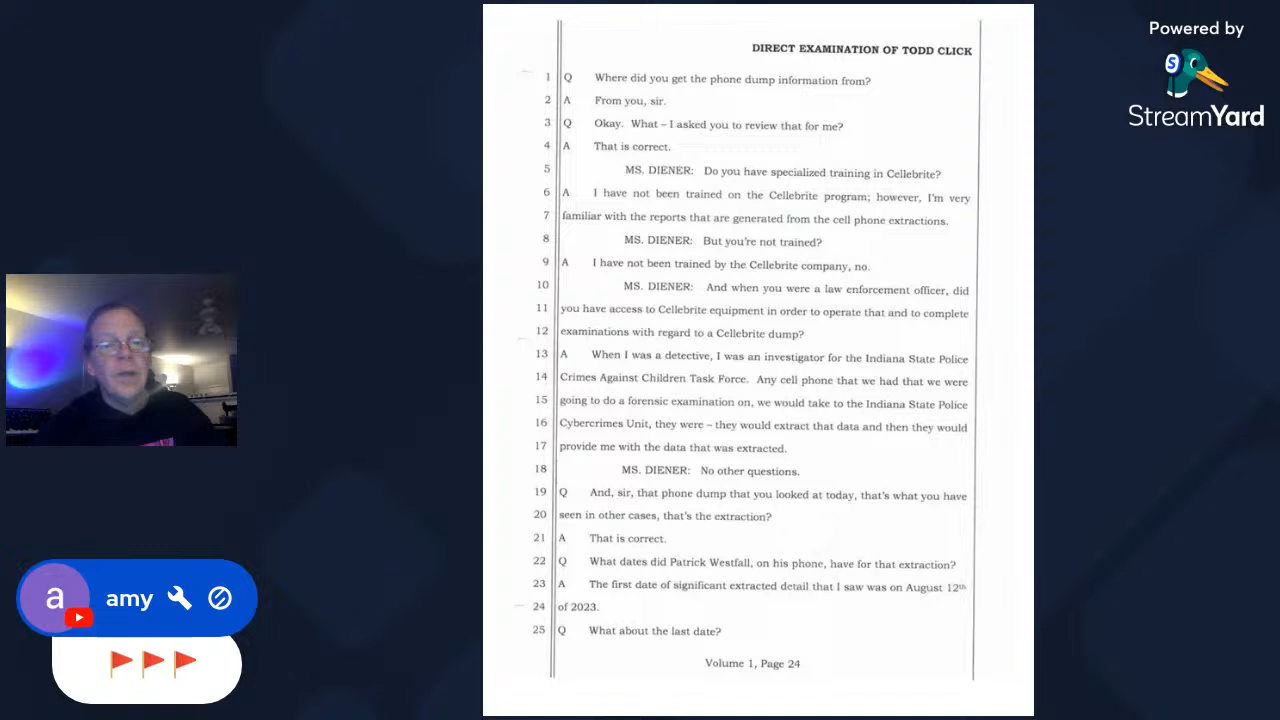 DIRECT EXAMINATION OF TODD CLICK
1 Q Where did you get the phone dump information from?
2 A From you, sir.
3 Q Okay. What – I asked you to review that for me?
4 A That is correct.
5 MS. DIENER: Do you have specialized training in Cellebrite?
6 A I have not been trained on the Cellebrite program; however, I'm very
7 familiar with the reports that are generated from the cell phone extractions.
8 MS. DIENER: But you're not trained?
9 A I have not been trained by the Cellebrite company, no.
10 MS. DIENER: And when you were a law enforcement officer, did
11 you have access to Cellebrite equipment in order to operate that and to complete
12 examinations with regard to a Cellebrite dump?
13 A When I was a detective, I was an investigator for the Indiana State Police
14 Crimes Against Children Task Force. Any cell phone that we had that we were
15 going to do a forensic examination on, we would take to the Indiana State Police
16 Cybercrimes Unit, they were – they would extract that data and then they would
17 provide me with the data that was extracted.
18 MS. DIENER: No other questions.
19 Q And, sir, that phone dump that you looked at today, that's what you have
20 seen in other cases, that's the extraction?
21 A That is correct.
22 Q What dates did Patrick Westfall, on his phone, have for that extraction?
23 A The first date of significant extracted detail that I saw was on August 12th
24 of 2023.
25 Q What about the last date?
Volume 1, Page 24
Powered by
S
StreamYard
a amy